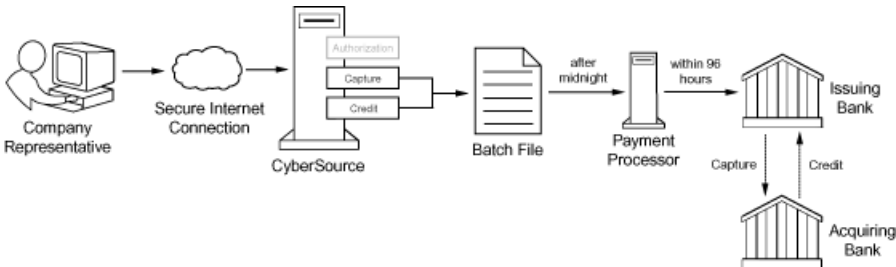 Company
Representative
Secure Internet
Connection
Authorization
Capture
Credit
CyberSource
Batch File
after
midnight
Payment
Processor
within 96
hours
Issuing
Bank
Capture
Credit
Acquiring
Bank